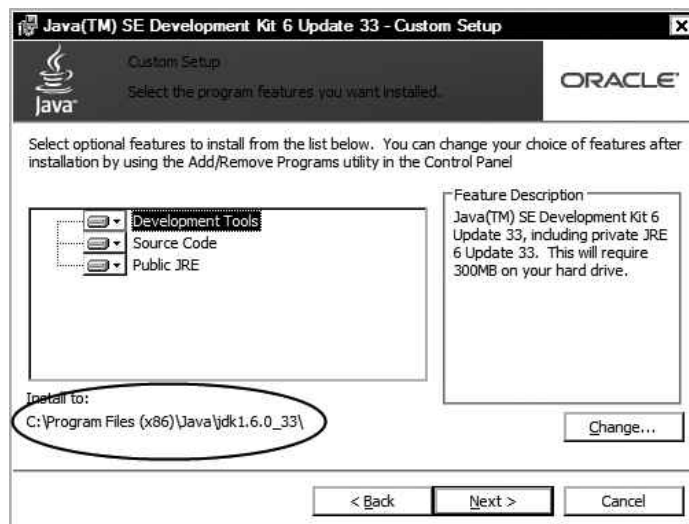 Java(TM) SE Development Kit 6 Update 33 - Custom Setup
Java
Custom Setup
Select the program features you want installed.
ORACLE
Select optional features to install from the list below. You can change your choice of features after
installation by using the Add/Remove Programs utility in the Control Panel
Development Tools
Source Code
Public JRE
Feature Description
Java(TM) SE Development Kit 6
Update 33, including private JRE
6 Update 33. This will require
300MB on your hard drive.
Install to:
C:\Program Files (x86)\Java\jdk1.6.0_33\
Change...
< Back
Next >
Cancel